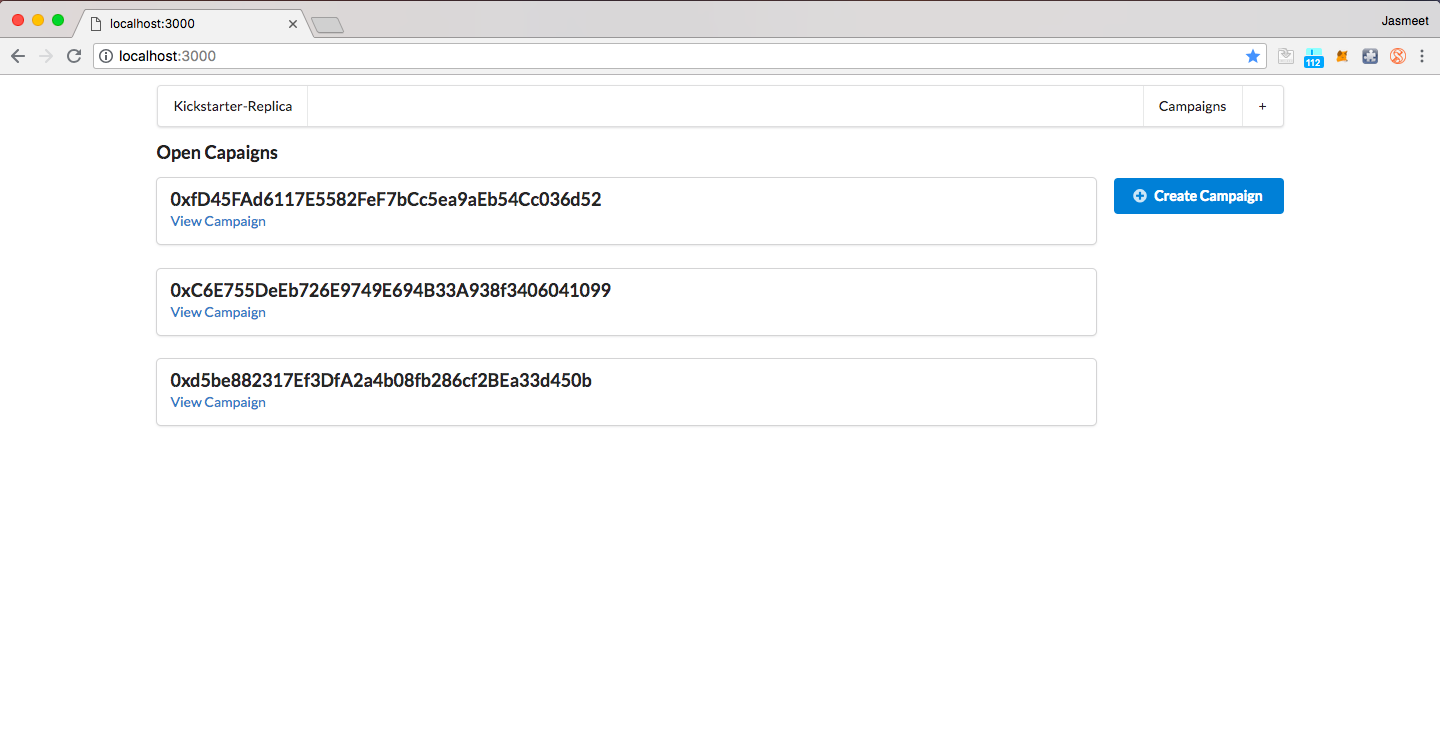 localhost:3000
Jasmeet
localhost:3000
112
Kickstarter-Replica
Campaigns
+
Open Capaigns
0xfD45FAd6117E5582FeF7bCc5ea9aEb54Cc036d52
View Campaign
Create Campaign
0xC6E755DeEb726E9749E694B33A938f3406041099
View Campaign
0xd5be882317Ef3DfA2a4b08fb286cf2BEa33d450b
View Campaign